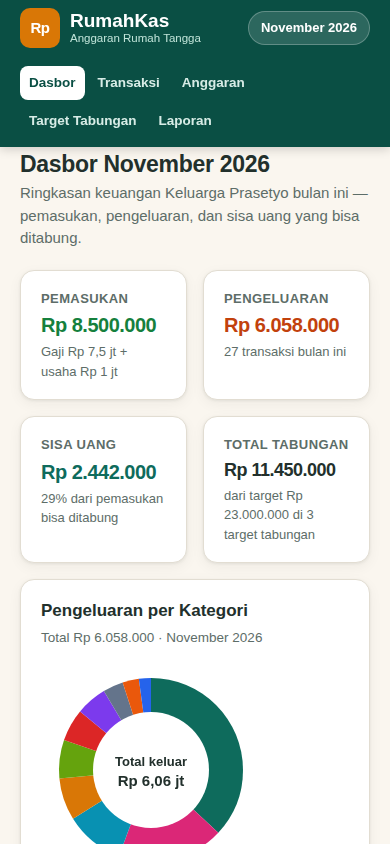 Rp
RumahKas
Anggaran Rumah Tangga
November 2026
Dasbor
Transaksi
Anggaran
Target Tabungan
Laporan
Dasbor November 2026
Ringkasan keuangan Keluarga Prasetyo bulan ini —
pemasukan, pengeluaran, dan sisa uang yang bisa
ditabung.
PEMASUKAN
Rp 8.500.000
Gaji Rp 7,5 jt +
usaha Rp 1 jt
PENGELUARAN
Rp 6.058.000
27 transaksi bulan ini
SISA UANG
Rp 2.442.000
29% dari pemasukan
bisa ditabung
TOTAL TABUNGAN
Rp 11.450.000
dari target Rp
23.000.000 di 3
target tabungan
Pengeluaran per Kategori
Total Rp 6.058.000 · November 2026
Total keluar
Rp 6,06 jt